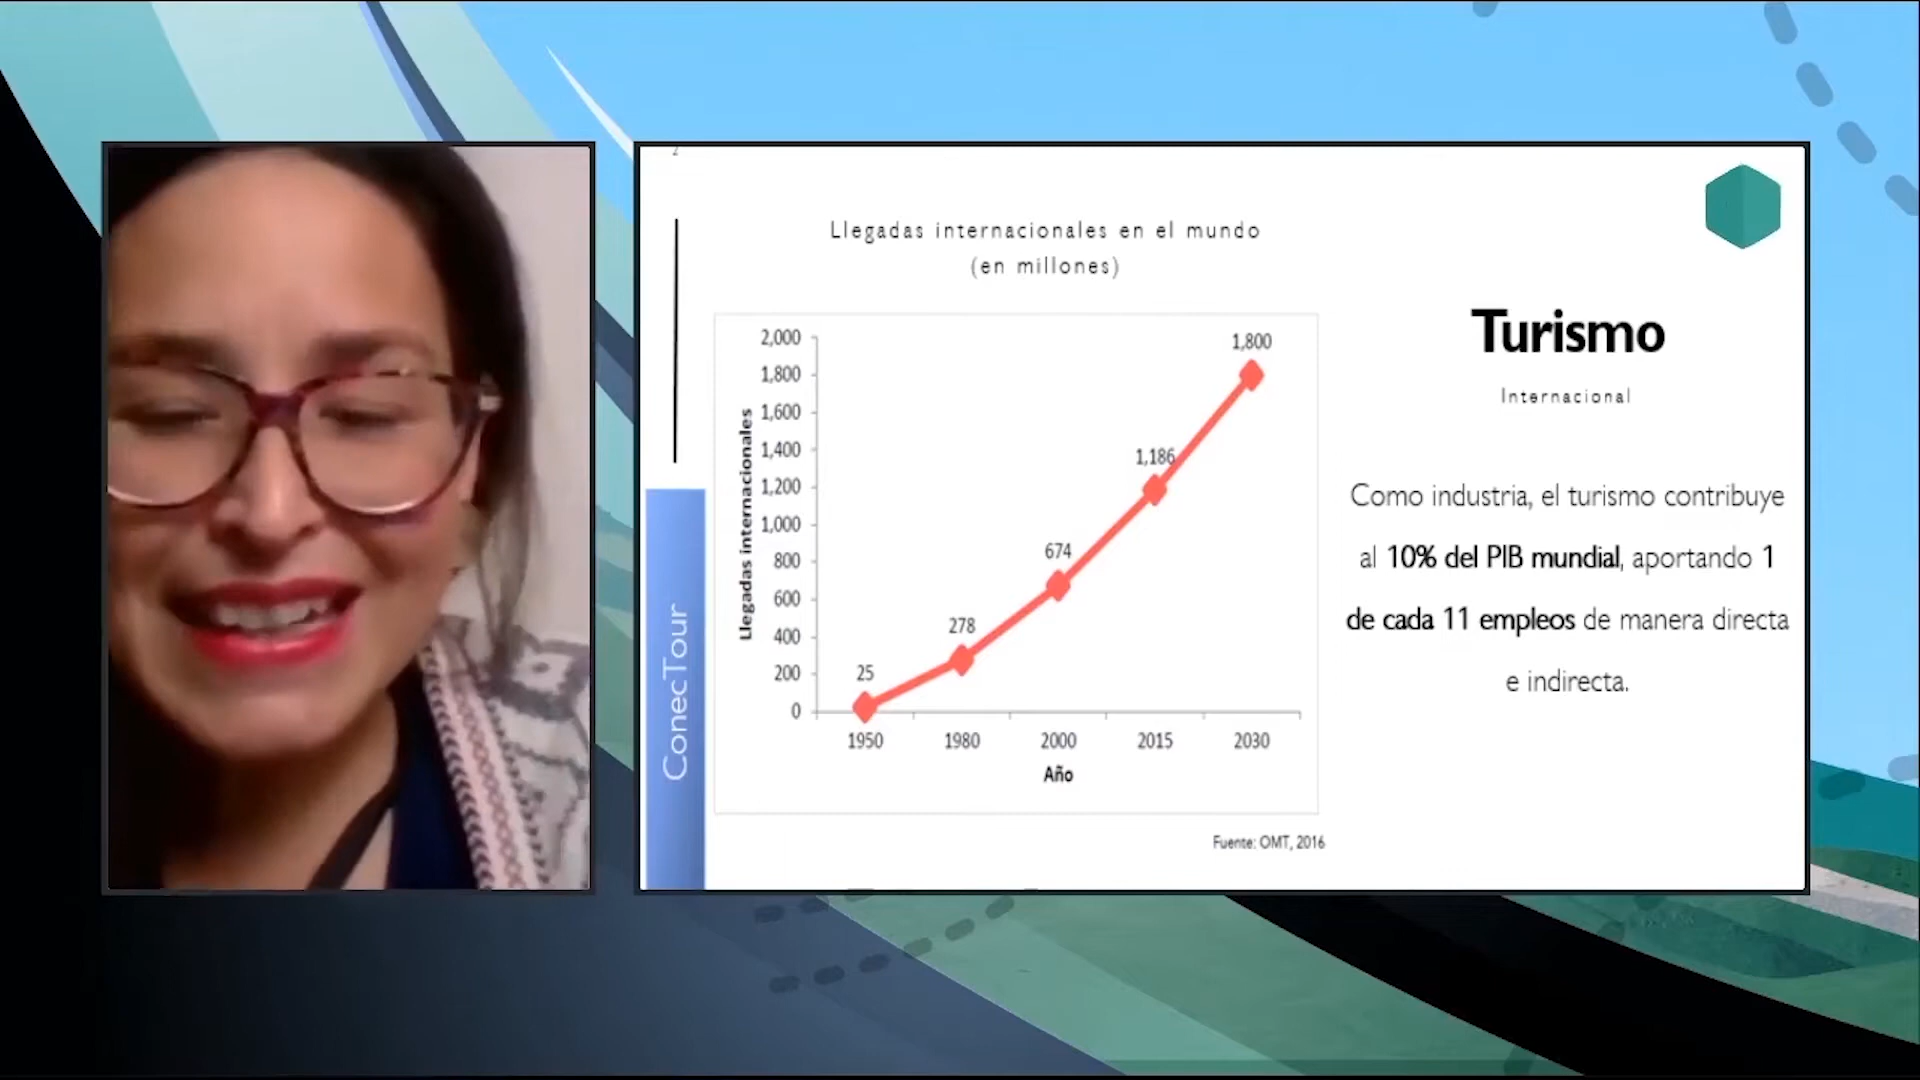 2
Llegadas internacionales en el mundo
(en millones)
2,000
1,800
1,600
1,400
1,200
1,000
800
600
400
200
0
Llegadas internacionales
25
278
674
1,186
1,800
1950 1980 2000 2015 2030
Año
Fuente: OMT, 2016
ConecTour
Turismo
Internacional
Como industria, el turismo contribuye
al 10% del PIB mundial, aportando 1
de cada 11 empleos de manera directa
e indirecta.